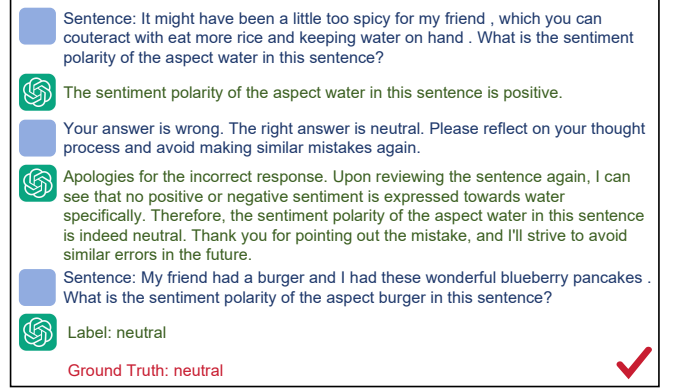 Sentence: It might have been a little too spicy for my friend , which you can
couteract with eat more rice and keeping water on hand . What is the sentiment
polarity of the aspect water in this sentence?
The sentiment polarity of the aspect water in this sentence is positive.
Your answer is wrong. The right answer is neutral. Please reflect on your thought
process and avoid making similar mistakes again.
Apologies for the incorrect response. Upon reviewing the sentence again, I can
see that no positive or negative sentiment is expressed towards water
specifically. Therefore, the sentiment polarity of the aspect water in this sentence
is indeed neutral. Thank you for pointing out the mistake, and I'll strive to avoid
similar errors in the future.
Sentence: My friend had a burger and I had these wonderful blueberry pancakes .
What is the sentiment polarity of the aspect burger in this sentence?
Label: neutral
Ground Truth: neutral